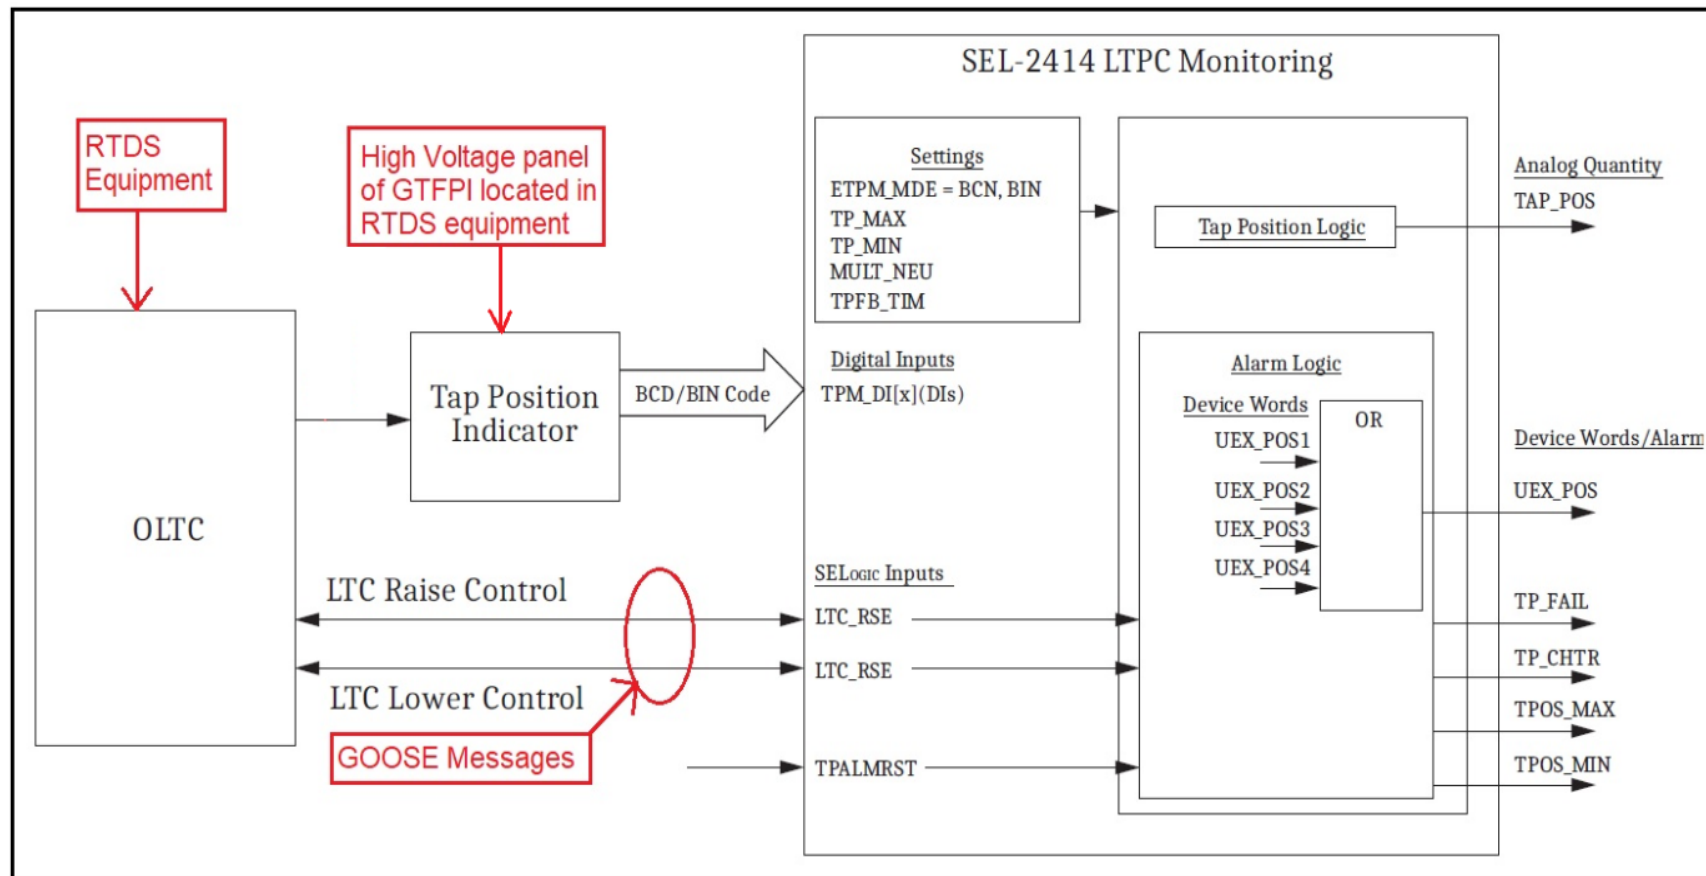 SEL-2414 LTPC Monitoring
RTDS
Equipment
High Voltage panel
of GTFPI located in
RTDS equipment
Settings
ETPM_MDE = BCN, BIN
TP_MAX
TP_MIN
MULT_NEU
TPFB_TIM
Tap Position Logic
Analog Quantity
TAP_POS
OLTC
Tap Position
Indicator
BCD/BIN Code
Digital Inputs
TPM_DI[x](DIs)
Alarm Logic
Device Words
OR
UEX_POS1
UEX_POS2
UEX_POS3
UEX_POS4
Device Words/Alarm
UEX_POS
TP_FAIL
TP_CHTR
TPOS_MAX
TPOS_MIN
LTC Raise Control
LTC Lower Control
GOOSE Messages
SELOGIC Inputs
LTC_RSE
LTC_RSE
TPALMRST